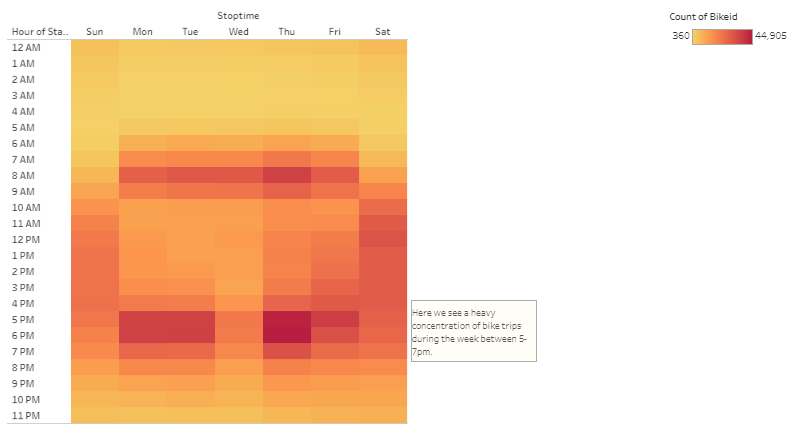 Stoptime
Count of Bikeid
Hour of Sta.. Sun Mon Tue Wed Thu Fri Sat
360 44,905
12 AM
1 AM
2 AM
3 AM
4 AM
5 AM
6 AM
7 AM
8 AM
9 AM
10 AM
11 AM
12 PM
1 PM
2 PM
3 PM
4 PM
5 PM
6 PM
7 PM
8 PM
9 PM
10 PM
11 PM
Here we see a heavy
concentration of bike trips
during the week between 5-
7pm.